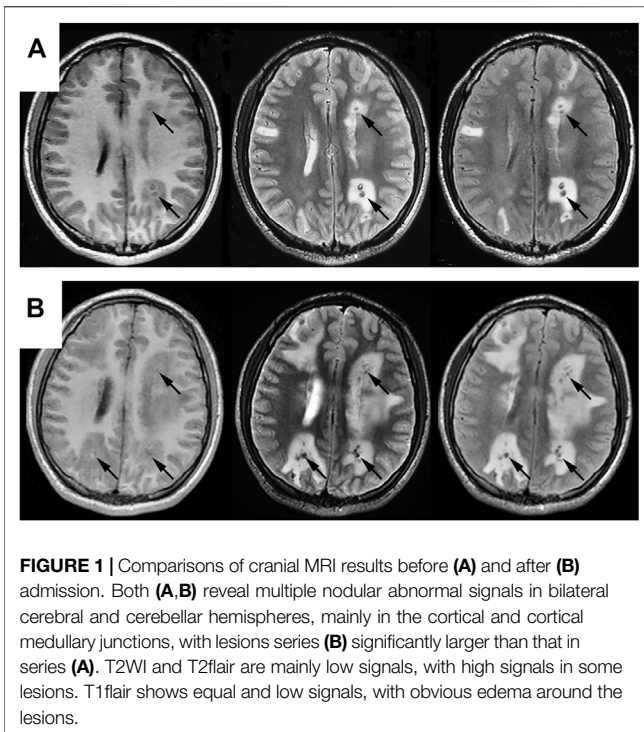 A
B
FIGURE 1 | Comparisons of cranial MRI results before (A) and after (B)
admission. Both (A,B) reveal multiple nodular abnormal signals in bilateral
cerebral and cerebellar hemispheres, mainly in the cortical and cortical
medullary junctions, with lesions series (B) significantly larger than that in
series (A). T2WI and T2flair are mainly low signals, with high signals in some
lesions. T1flair shows equal and low signals, with obvious edema around the
lesions.